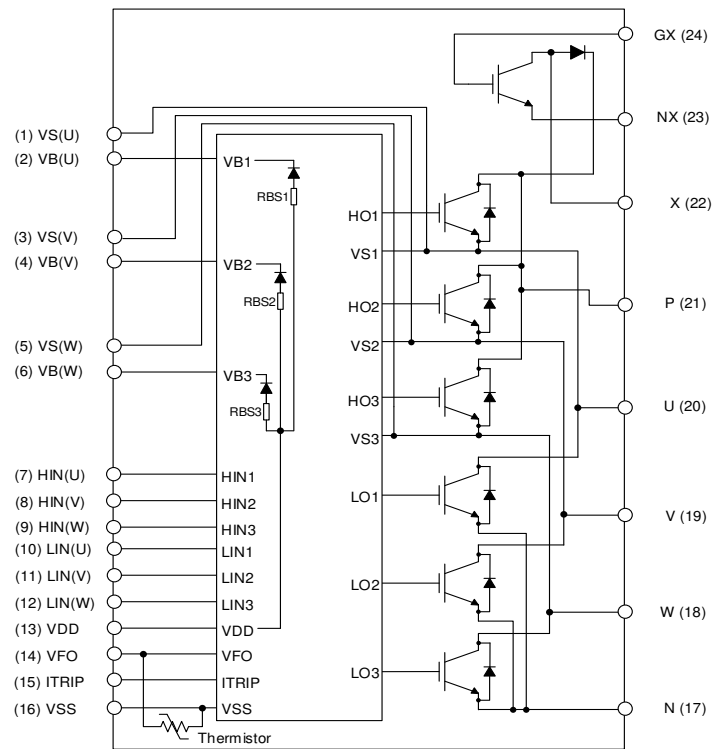 GX (24)
NX (23)
X (22)
P (21)
U (20)
V (19)
W (18)
N (17)
(1) VS(U)
(2) VB(U)
(3) VS(V)
(4) VB(V)
(5) VS(W)
(6) VB(W)
(7) HIN(U)
(8) HIN(V)
(9) HIN(W)
(10) LIN(U)
(11) LIN(V)
(12) LIN(W)
(13) VDD
(14) VFO
(15) ITRIP
(16) VSS
VB1
RBS1
VB2
RBS2
VB3
RBS3
HIN1
HIN2
HIN3
LIN1
LIN2
LIN3
VDD
VFO
ITRIP
VSS
Thermistor
HO1
VS1
HO2
VS2
HO3
VS3
LO1
LO2
LO3